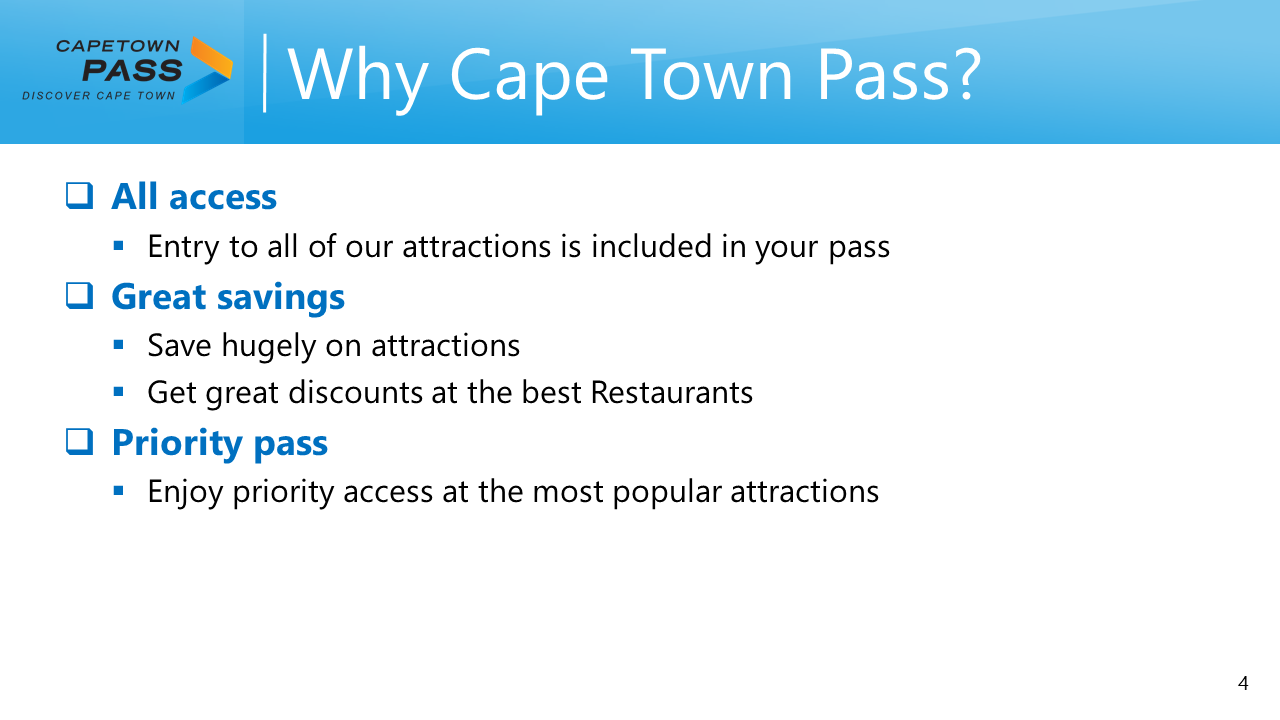 CAPETOWN
PASS
DISCOVER CAPE TOWN
Why Cape Town Pass?
All access
Entry to all of our attractions is included in your pass
Great savings
Save hugely on attractions
Get great discounts at the best Restaurants
Priority pass
Enjoy priority access at the most popular attractions
4